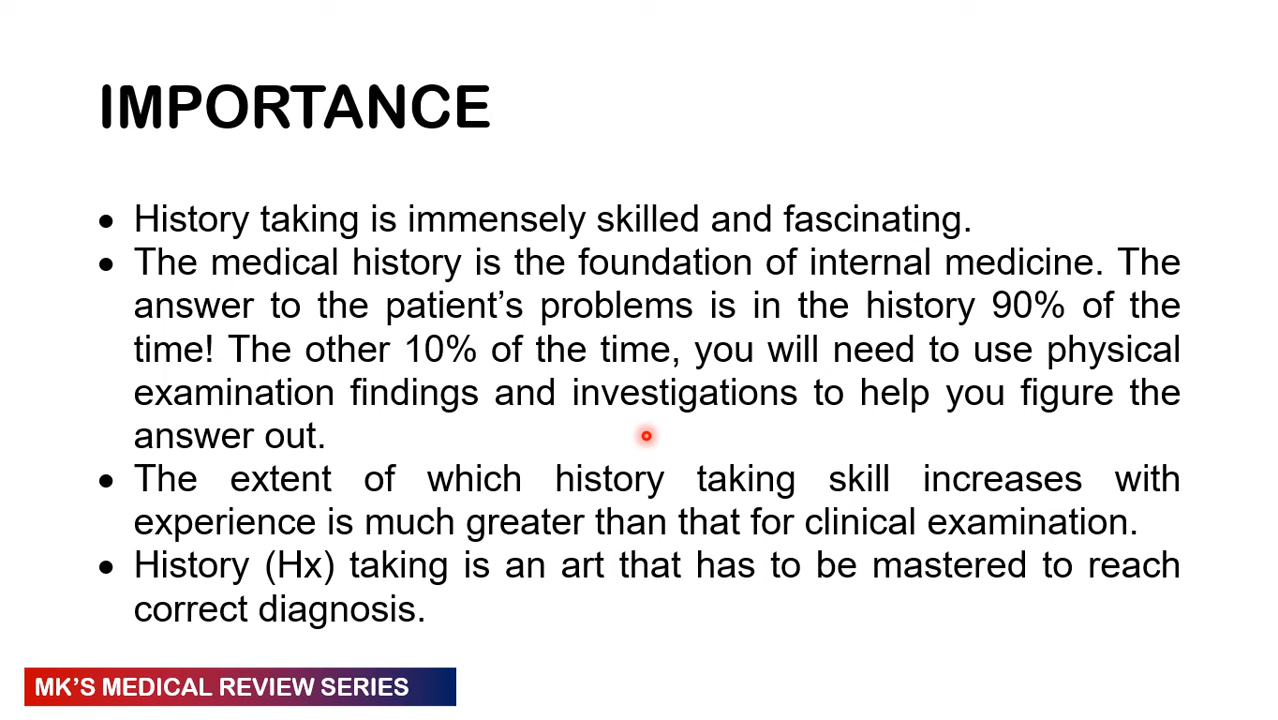 IMPORTANCE
• History taking is immensely skilled and fascinating.
• The medical history is the foundation of internal medicine. The
answer to the patient’s problems is in the history 90% of the
time! The other 10% of the time, you will need to use physical
examination findings and investigations to help you figure the
answer out.
• The extent of which history taking skill increases with
experience is much greater than that for clinical examination.
• History (Hx) taking is an art that has to be mastered to reach
correct diagnosis.
MK’S MEDICAL REVIEW SERIES